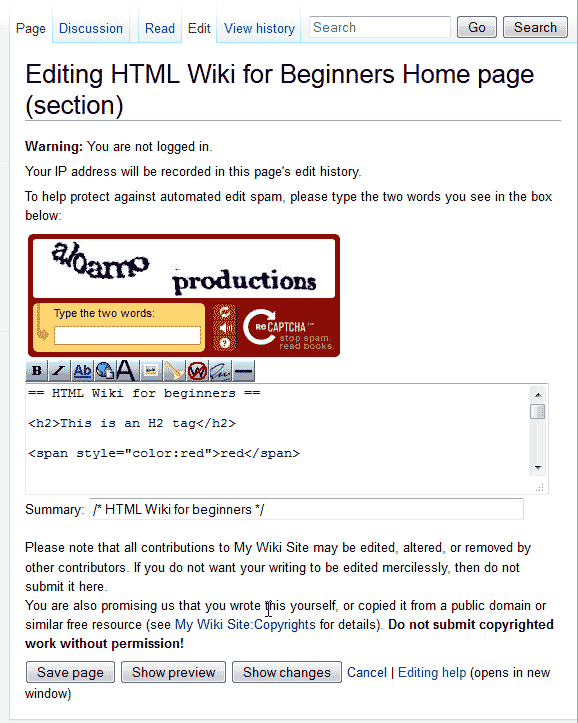 Page Discussion Read Edit View history Search Go Search
Editing HTML Wiki for Beginners Home page
(section)
Warning: You are not logged in.
Your IP address will be recorded in this page's edit history.
To help protect against automated edit spam, please type the two words you see in the box
below:
productions
Type the two words:
reCAPTCHA™
stop spam.
read books.
B I Ab A W
== HTML Wiki for beginners ==
<h2>This is an H2 tag</h2>
<span style="color:red">red</span>
Summary: /* HTML Wiki for beginners */
Please note that all contributions to My Wiki Site may be edited, altered, or removed by
other contributors. If you do not want your writing to be edited mercilessly, then do not
submit it here.
You are also promising us that you wrote this yourself, or copied it from a public domain or
similar free resource (see My Wiki Site:Copyrights for details). Do not submit copyrighted
work without permission!
Save page Show preview Show changes Cancel | Editing help (opens in new
window)